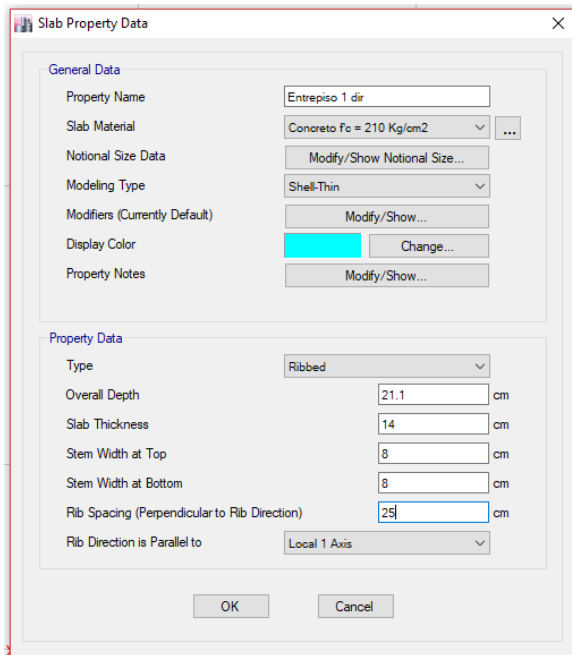 Slab Property Data
General Data
Property Name Entrepiso 1 dir
Slab Material Concreto f'c = 210 Kg/cm2 ...
Notional Size Data Modify/Show Notional Size...
Modeling Type Shell-Thin
Modifiers (Currently Default) Modify/Show...
Display Color Change...
Property Notes Modify/Show...
Property Data
Type Ribbed
Overall Depth 21.1 cm
Slab Thickness 14 cm
Stem Width at Top 8 cm
Stem Width at Bottom 8 cm
Rib Spacing (Perpendicular to Rib Direction) 25 cm
Rib Direction is Parallel to Local 1 Axis
OK Cancel